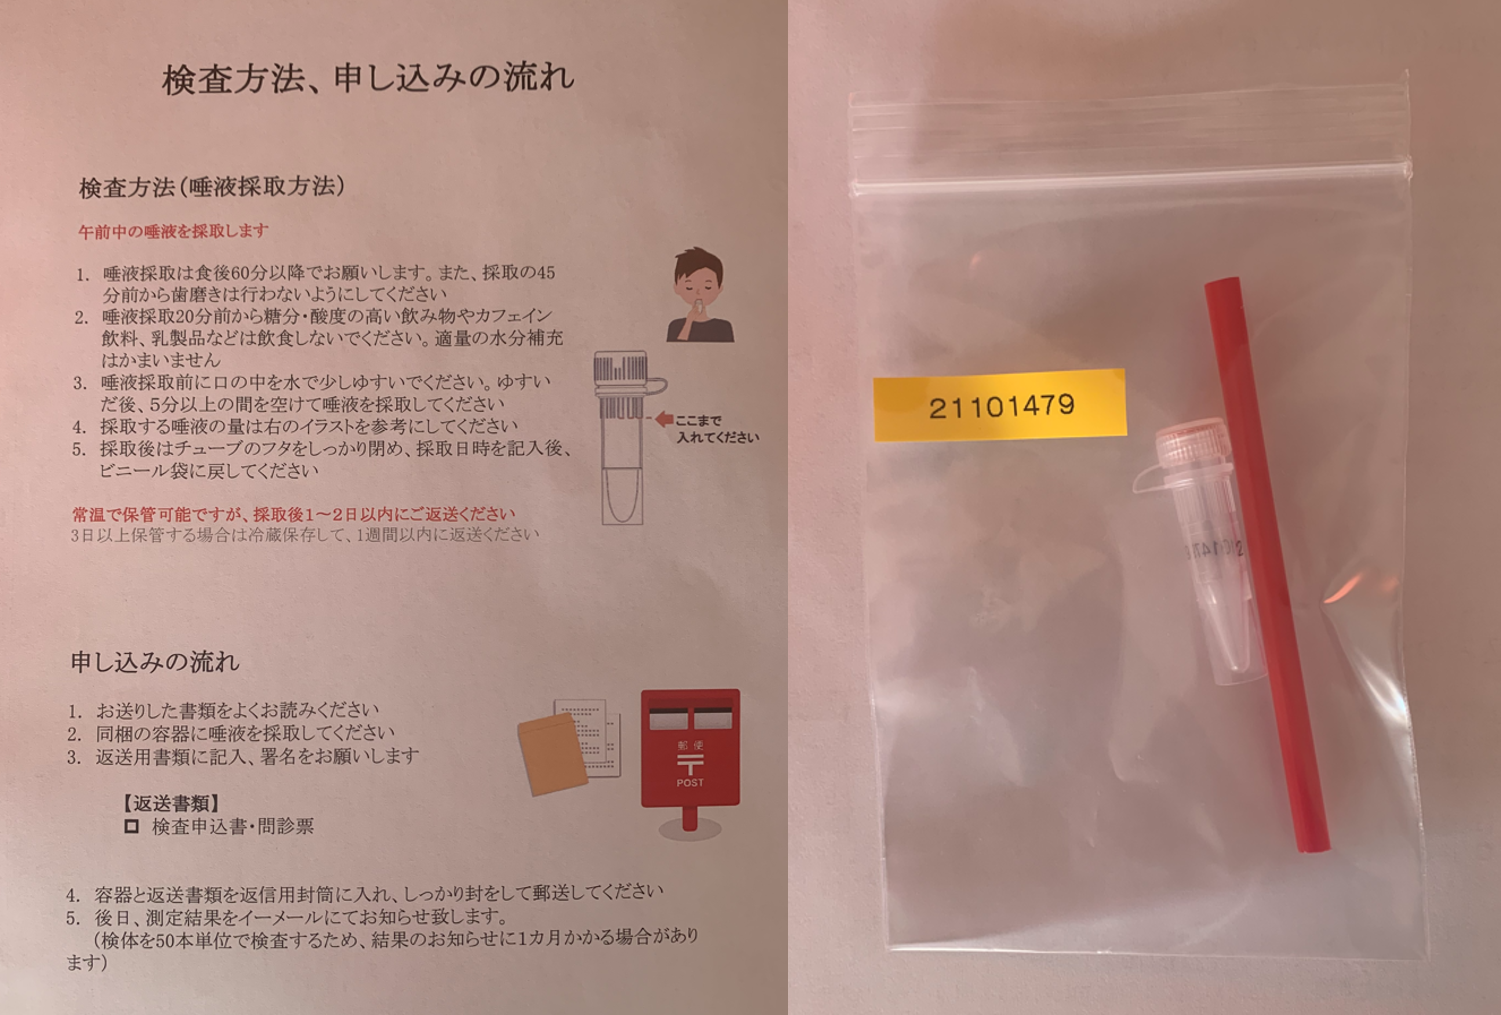 検査方法、申し込みの流れ
検査方法(唾液採取方法)
午前中の唾液を採取します
1. 唾液採取は食後60分以降でお願いします。また、採取の45
分前から歯磨きは行わないようにしてください
2. 唾液採取20分前から糖分・酸度の高い飲み物やカフェイン
飲料、乳製品などは飲食しないでください。適量の水分補充
はかまいません
3. 唾液採取前に口の中を水で少しゆすいでください。ゆすい
だ後、5分以上の間を空けて唾液を採取してください
4. 採取する唾液の量は右のイラストを参考にしてください
5. 採取後はチューブのフタをしっかり閉め、採取日時を記入後、
ビニール袋に戻してください
ここまで
入れてください
常温で保管可能ですが、採取後1～2日以内にご返送ください
3日以上保管する場合は冷蔵保存して、1週間以内に返送ください
申し込みの流れ
1. お送りした書類をよくお読みください
2. 同梱の容器に唾液を採取してください
3. 返送用書類に記入、署名をお願いします
【返送書類】
検査申込書・問診票
郵便
〒
POST
4. 容器と返送書類を返信用封筒に入れ、しっかり封をして郵送してください
5. 後日、測定結果をイーメールにてお知らせ致します。
(検体を50本単位で検査するため、結果のお知らせに1カ月かかる場合があり
ます)
21101479